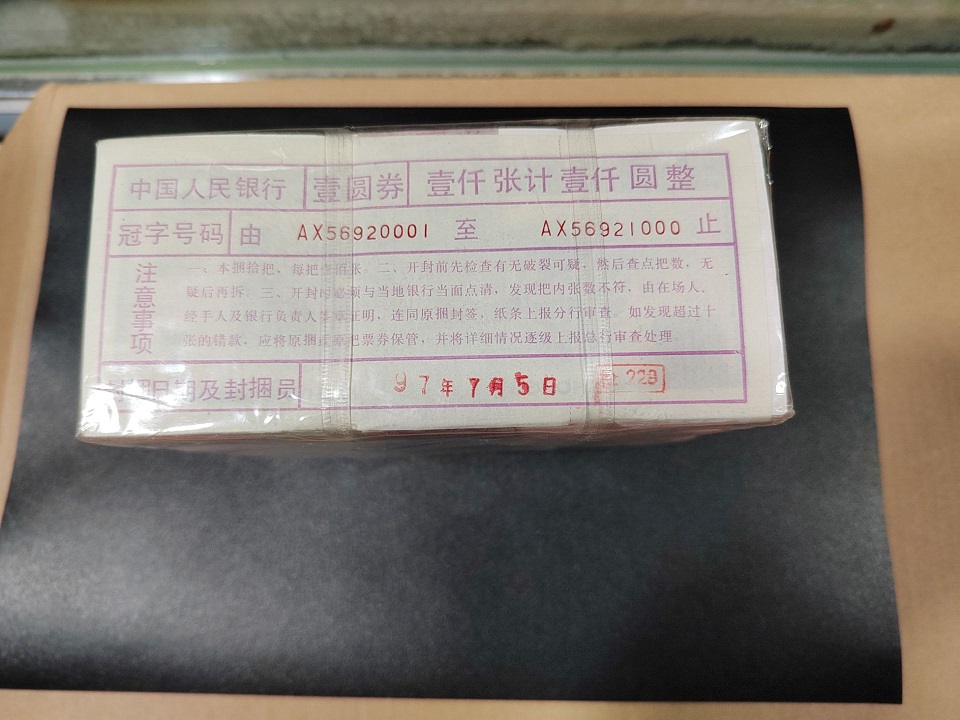 中国人民银行 壹圆券 壹仟张计壹仟圆整
冠字号码 由 AX56920001 至 AX56921000 止
注意事项
一、本捆拾把、每把壹佰张。二、开封前先检查有无破裂可疑，然后查点把数，无
疑后再拆。三、开封时必须与当地银行当面点清，发现把内张数不符，由在场人、
经手人及银行负责人签章证明，连同原捆封签，纸条上报分行审查。如发现超过十
张的错款，应将原捆 把票券保管，并将详细情况逐级上报总行审查处理。
捆日期及封捆员 97年7月5日 229